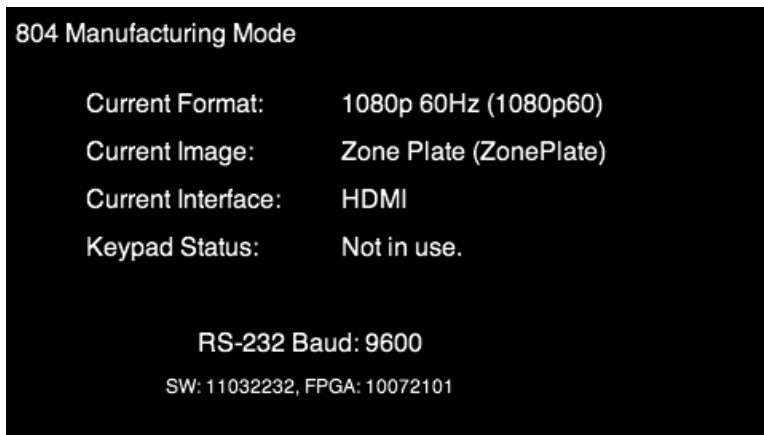 804 Manufacturing Mode
Current Format: 1080p 60Hz (1080p60)
Current Image: Zone Plate (ZonePlate)
Current Interface: HDMI
Keypad Status: Not in use.
RS-232 Baud: 9600
SW: 11032232, FPGA: 10072101